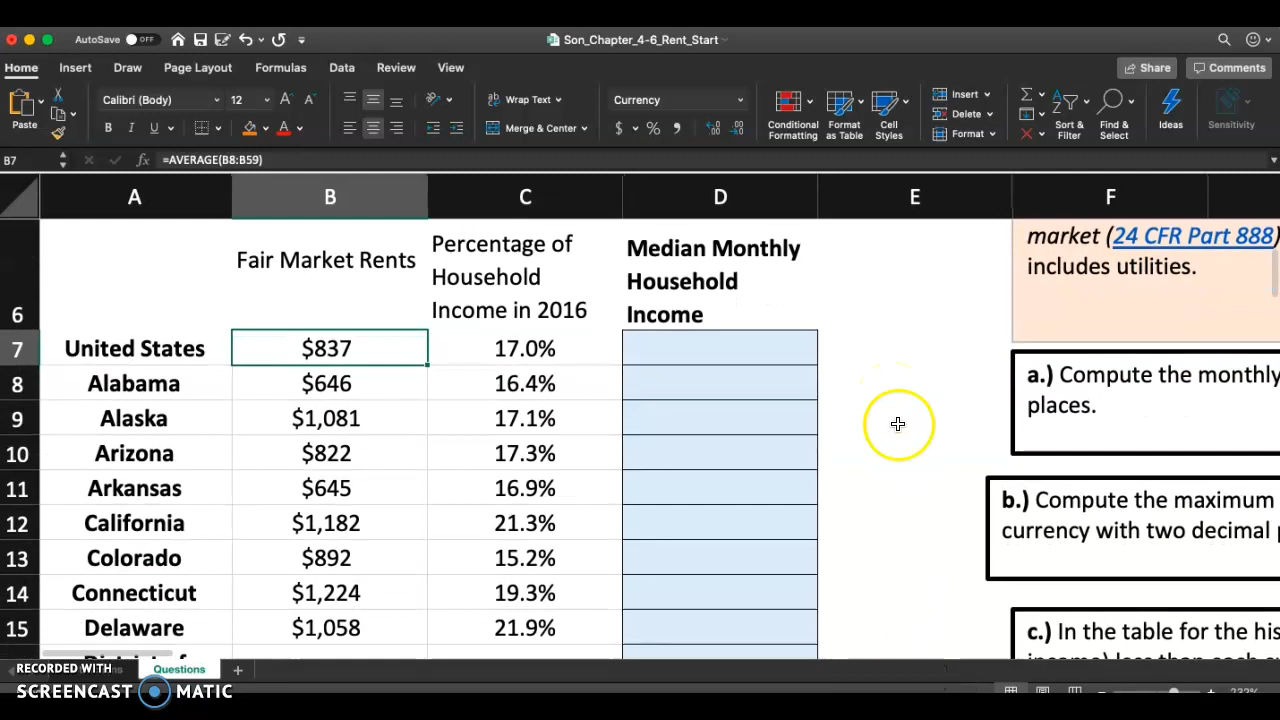 AutoSave OFF
Son_Chapter_4-6_Rent_Start
Home Insert Draw Page Layout Formulas Data Review View Share Comments
Paste
Calibri (Body) 12
B I U A
Wrap Text
Merge & Center
Currency
$ % 9
Conditional Formatting
Format as Table
Cell Styles
Insert
Delete
Format
Sort & Filter
Find & Select
Ideas
Sensitivity
B7 fx =AVERAGE(B8:B59)
A B C D E F
6 Fair Market Rents Percentage of Household Income in 2016 Median Monthly Household Income
market (24 CFR Part 888)
includes utilities.
7 United States $837 17.0%
8 Alabama $646 16.4%
9 Alaska $1,081 17.1%
10 Arizona $822 17.3%
11 Arkansas $645 16.9%
12 California $1,182 21.3%
13 Colorado $892 15.2%
14 Connecticut $1,224 19.3%
15 Delaware $1,058 21.9%
a.) Compute the monthly
places.
b.) Compute the maximum
currency with two decimal
c.) In the table for the his
Questions +
RECORDED WITH
SCREENCAST MATIC
232%